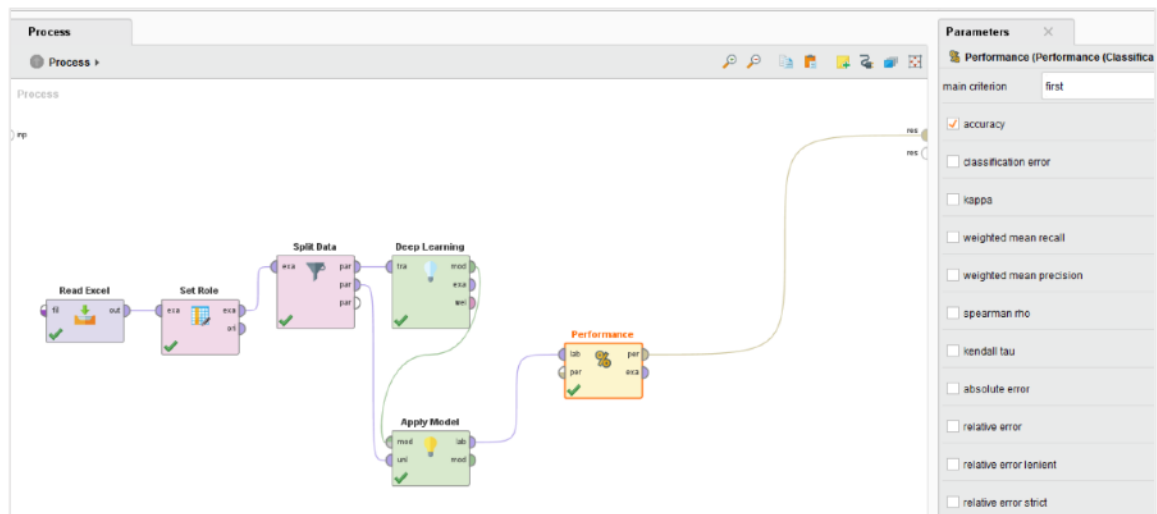 Process
Process
Process
inp
res
res
Read Excel
fil
out
Set Role
exa
exa
ori
Split Data
exa
par
par
par
Deep Learning
tra
mod
exa
wei
Apply Model
mod
lab
unl
mod
Performance
lab
per
per
exa
Parameters
Performance (Performance (Classifica
main criterion
first
accuracy
classification error
kappa
weighted mean recall
weighted mean precision
spearman rho
kendall tau
absolute error
relative error
relative error lenient
relative error strict